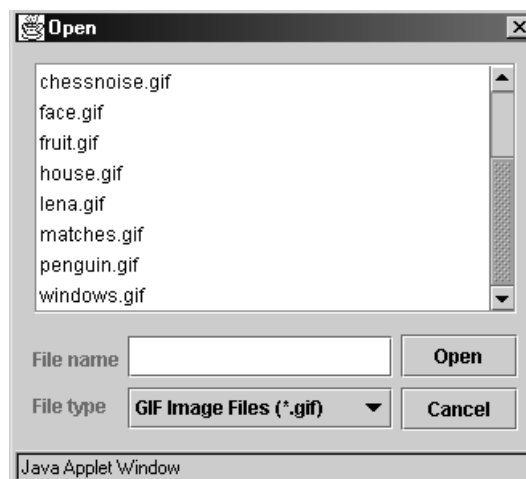 Open
chessnoise.gif
face.gif
fruit.gif
house.gif
lena.gif
matches.gif
penguin.gif
windows.gif
File name
Open
File type
GIF Image Files (*.gif)
Cancel
Java Applet Window